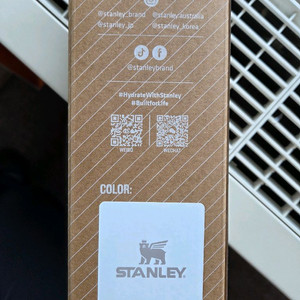 @stanley_brand @stanleyaustralia
@stanley_jp @stanley_korea
@stanleybrand
#HydrateWithStanley
#BuiltforLife
WEIBO WECHAT
COLOR:
STANLEY